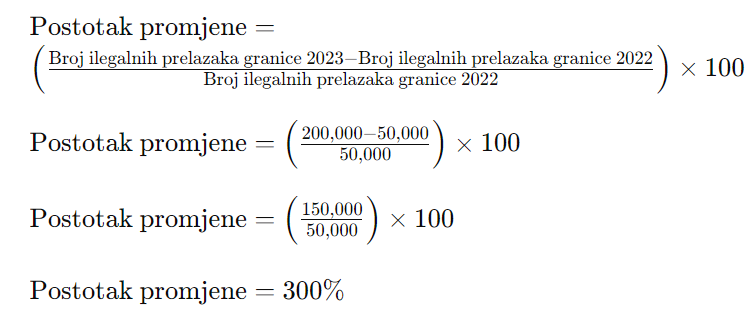 Postotak promjene =
(Broj ilegalnih prelazaka granice 2023−Broj ilegalnih prelazaka granice 2022 / Broj ilegalnih prelazaka granice 2022) × 100
Postotak promjene = (200,000−50,000 / 50,000) × 100
Postotak promjene = (150,000 / 50,000) × 100
Postotak promjene = 300%